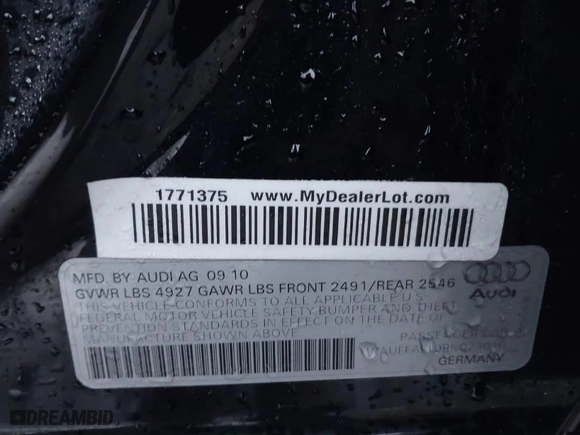 1771375 www.MyDealerLot.com
MFD. BY AUDI AG 09 10
GVWR LBS 4927 GAWR LBS FRONT 2491/REAR 2546
THIS VEHICLE CONFORMS TO ALL APPLICABLE U S
FEDERAL MOTOR VEHICLE SAFETY BUMPER AND THEFT
PREVENTION STANDARDS IN EFFECT ON THE DATE OF
MANUFACTURE SHOWN ABOVE
Audi
PASSENGER CAR
GERMANY
DREAMBID